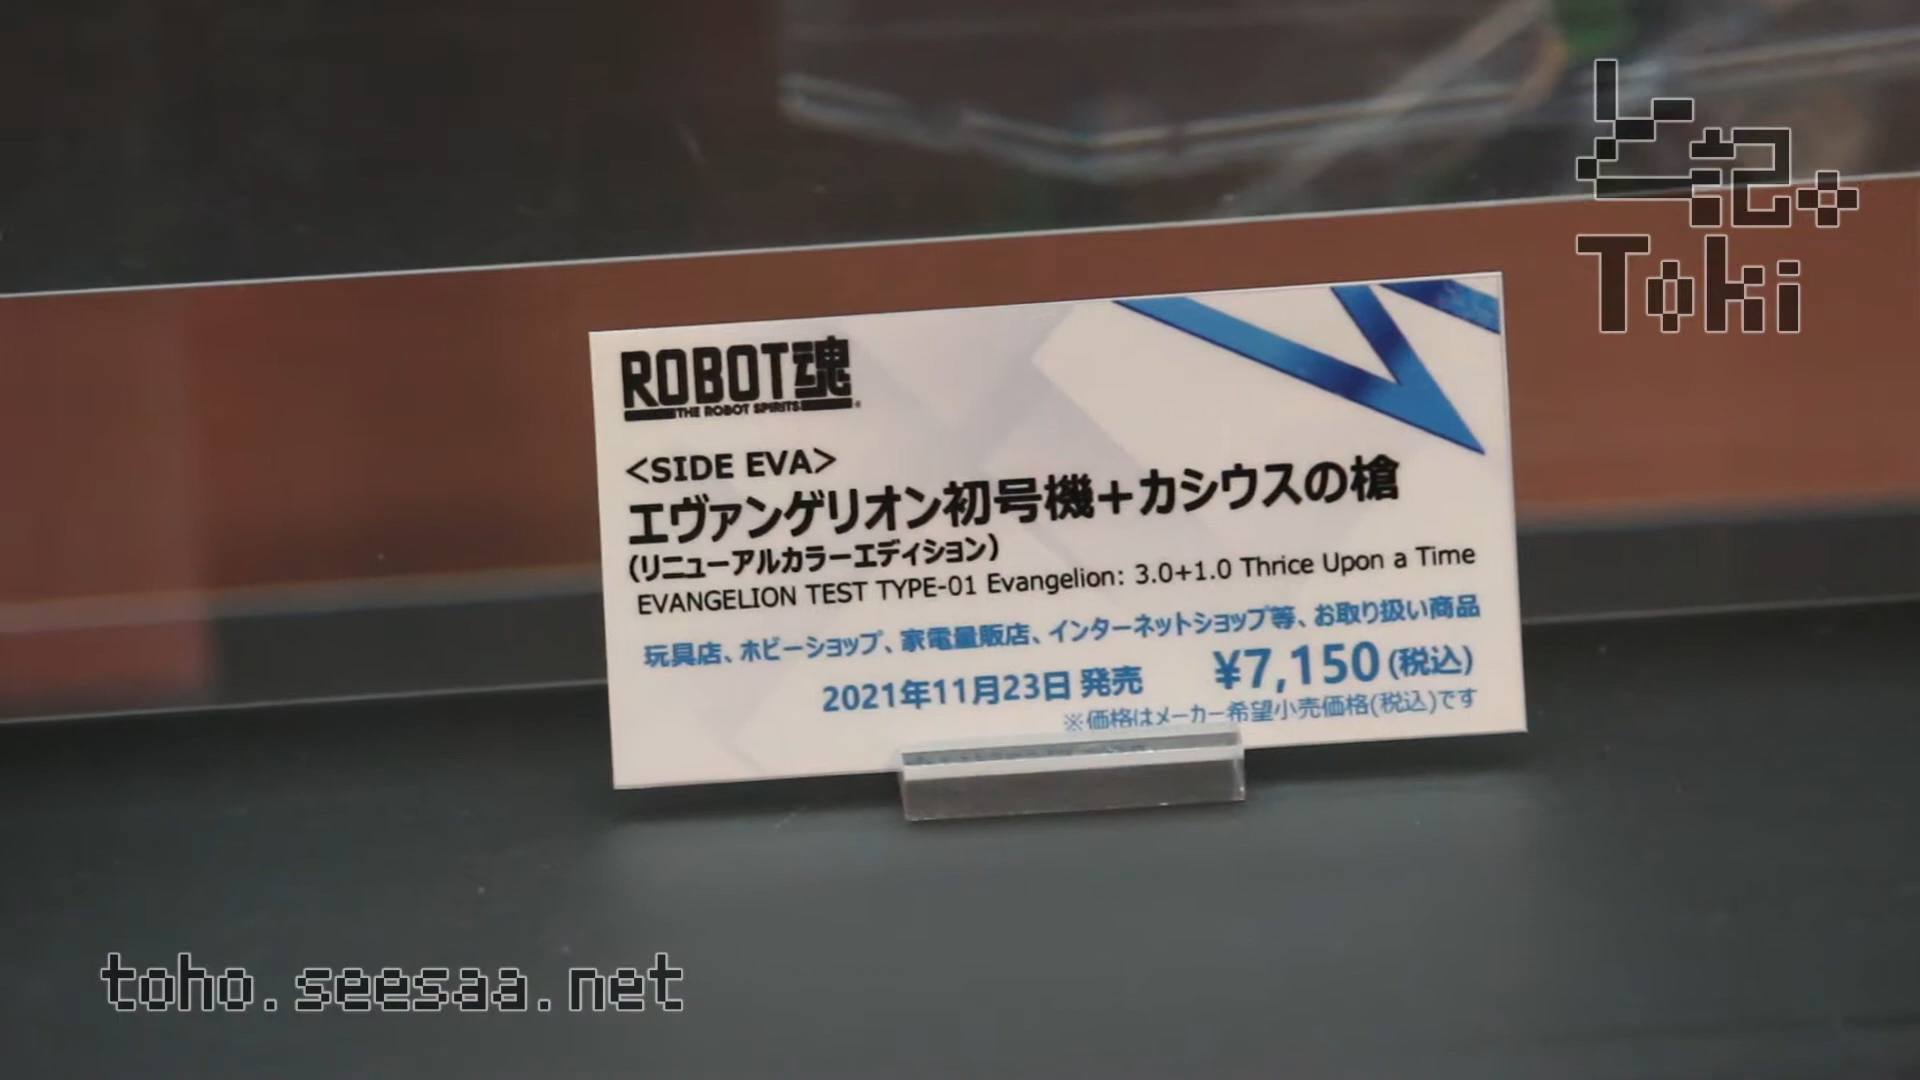 と記+
Toki
ROBOT魂
THE ROBOT SPIRITS
<SIDE EVA>
エヴァンゲリオン初号機+カシウスの槍
(リニューアルカラーエディション)
EVANGELION TEST TYPE-01 Evangelion: 3.0+1.0 Thrice Upon a Time
玩具店、ホビーショップ、家電量販店、インターネットショップ等、お取り扱い商品
2021年11月23日 発売 ¥7,150(税込)
※価格はメーカー希望小売価格(税込)です
toho.seesaa.net